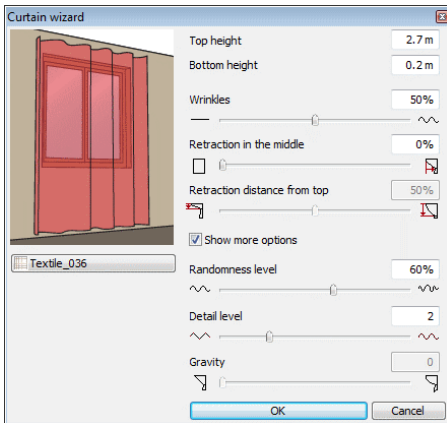 Curtain wizard
Top height 2.7 m
Bottom height 0.2 m
Wrinkles 50%
Retraction in the middle 0%
Retraction distance from top 50%
Show more options
Textile_036
Randomness level 60%
Detail level 2
Gravity 0
OK Cancel